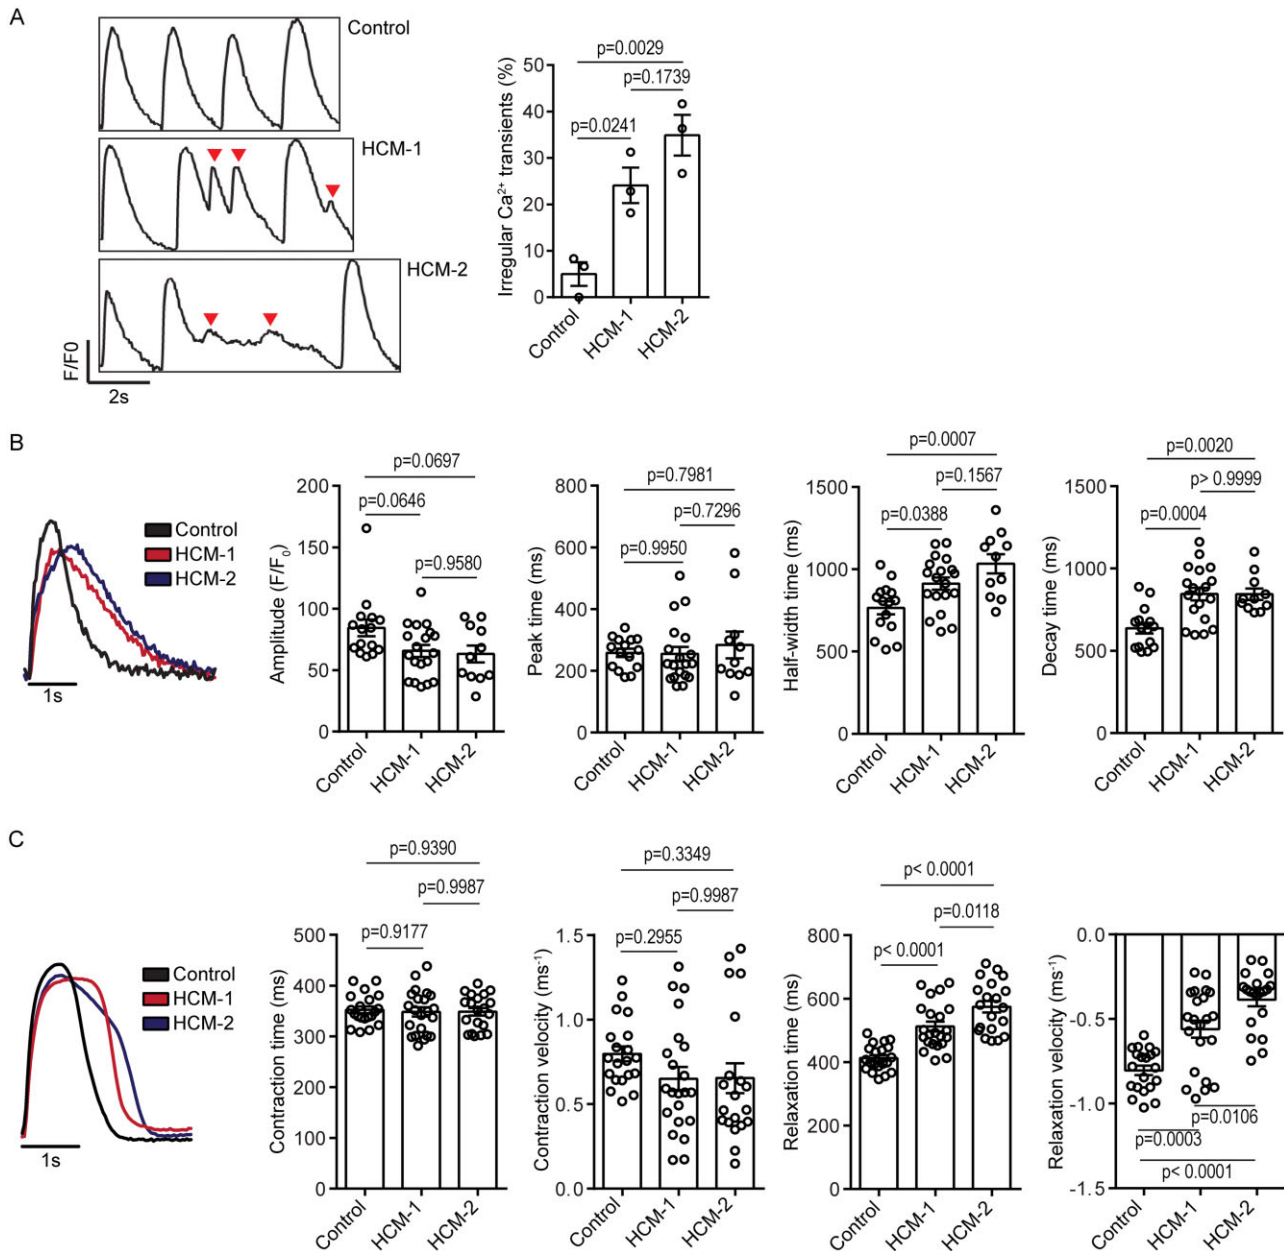 A
Control
HCM-1
HCM-2
F/F0
2s
Irregular Ca²⁺ transients (%)
50
40
30
20
10
0
p=0.0029
p=0.1739
p=0.0241
Control
HCM-1
HCM-2
B
Control
HCM-1
HCM-2
1s
Amplitude (F/F₀)
200
150
100
50
0
p=0.0697
p=0.0646
p=0.9580
Control
HCM-1
HCM-2
Peak time (ms)
800
600
400
200
0
p=0.7981
p=0.7296
p=0.9950
Control
HCM-1
HCM-2
Half-width time (ms)
1500
1000
500
0
p=0.0007
p=0.1567
p=0.0388
Control
HCM-1
HCM-2
Decay time (ms)
1500
1000
500
0
p=0.0020
p> 0.9999
p=0.0004
Control
HCM-1
HCM-2
C
Control
HCM-1
HCM-2
1s
Contraction time (ms)
500
400
300
200
100
0
p=0.9390
p=0.9987
p=0.9177
Control
HCM-1
HCM-2
Contraction velocity (ms⁻¹)
1.5
1.0
0.5
0.0
p=0.3349
p=0.9987
p=0.2955
Control
HCM-1
HCM-2
Relaxation time (ms)
800
600
400
200
0
p< 0.0001
p=0.0118
p< 0.0001
Control
HCM-1
HCM-2
Relaxation velocity (ms⁻¹)
0.0
-0.5
-1.0
-1.5
p=0.0106
p=0.0003
p< 0.0001
Control
HCM-1
HCM-2